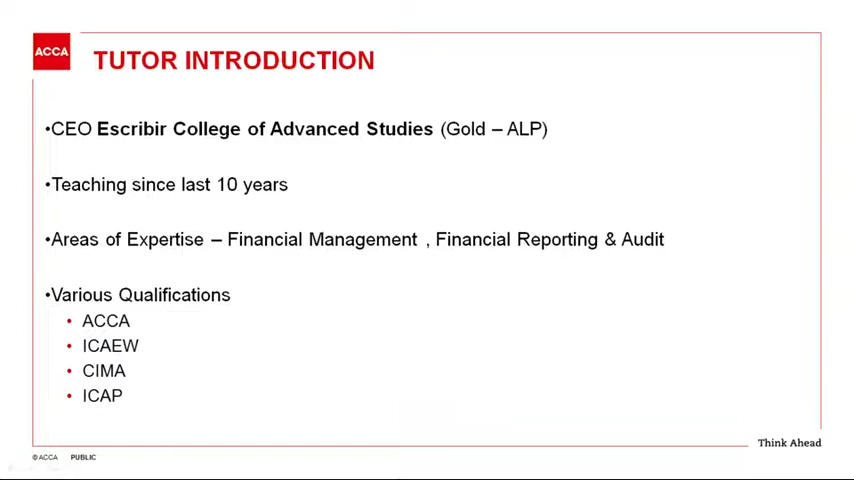 ACCA
TUTOR INTRODUCTION
•CEO Escribir College of Advanced Studies (Gold – ALP)
•Teaching since last 10 years
•Areas of Expertise – Financial Management , Financial Reporting & Audit
•Various Qualifications
• ACCA
• ICAEW
• CIMA
• ICAP
Think Ahead
© ACCA PUBLIC